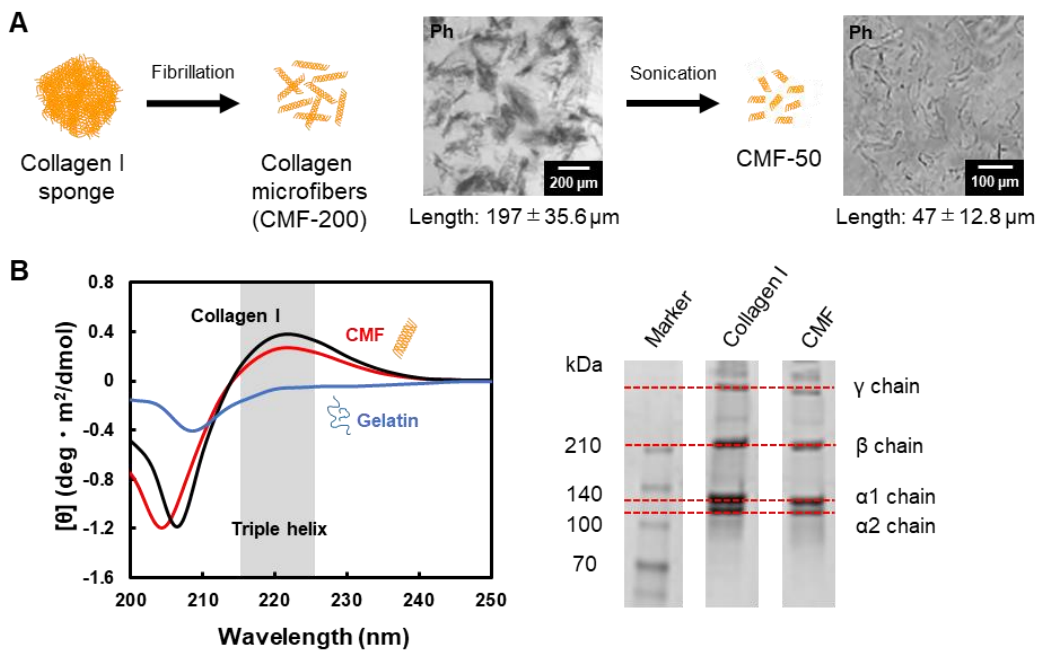 A
Fibrillation
Ph
Sonication
Ph
Collagen I
sponge
Collagen
microfibers
(CMF-200)
200 µm
CMF-50
100 µm
Length: 197 ± 35.6 µm
Length: 47 ± 12.8 µm
B
0.8
0.4
0
-0.4
-0.8
-1.2
-1.6
[θ] (deg・m²/dmol)
Collagen I
CMF
Gelatin
Triple helix
200 210 220 230 240 250
Wavelength (nm)
Marker
Collagen I
CMF
kDa
210
140
100
70
γ chain
β chain
α1 chain
α2 chain